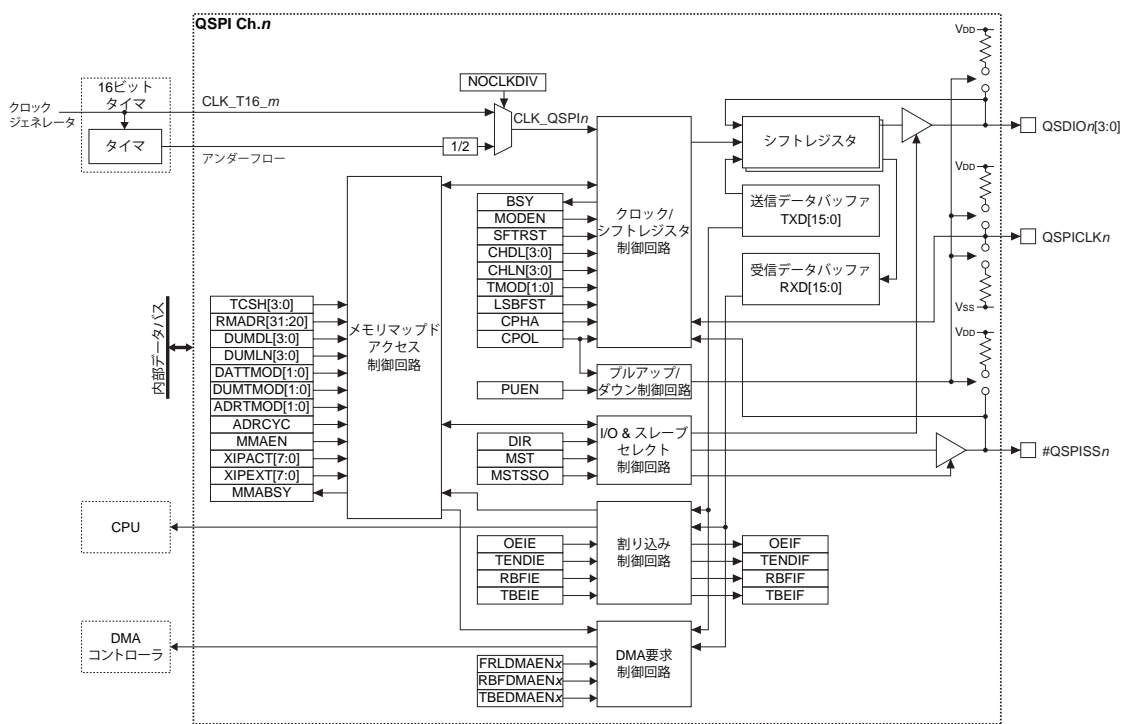 QSPI Ch.n
16ビット
タイマ
クロック
ジェネレータ
タイマ
CLK_T16_m
アンダーフロー
NOCLKDIV
1/2
CLK_QSPIn
クロック/
シフトレジスタ
制御回路
シフトレジスタ
送信データバッファ
TXD[15:0]
受信データバッファ
RXD[15:0]
VDD
QSDIOn[3:0]
VDD
QSPICLKn
VSS
VDD
#QSPISSn
BSY
MODEN
SFTRST
CHDL[3:0]
CHLN[3:0]
TMOD[1:0]
LSBFST
CPHA
CPOL
PUEN
プルアップ/
ダウン制御回路
DIR
MST
MSTSSO
I/O & スレーブ
セレクト
制御回路
内部データバス
TCSH[3:0]
RMADR[31:20]
DUMDL[3:0]
DUMLN[3:0]
DATTMOD[1:0]
DUMTMOD[1:0]
ADRTMOD[1:0]
ADRCYC
MMAEN
XIPACT[7:0]
XIPEXT[7:0]
MMABSY
メモリマップド
アクセス
制御回路
CPU
OEIE
TENDIE
RBFIE
TBEIE
割り込み
制御回路
OEIF
TENDIF
RBFIF
TBEIF
DMA
コントローラ
FRLDMAENx
RBFDMAENx
TBEDMAENx
DMA要求
制御回路